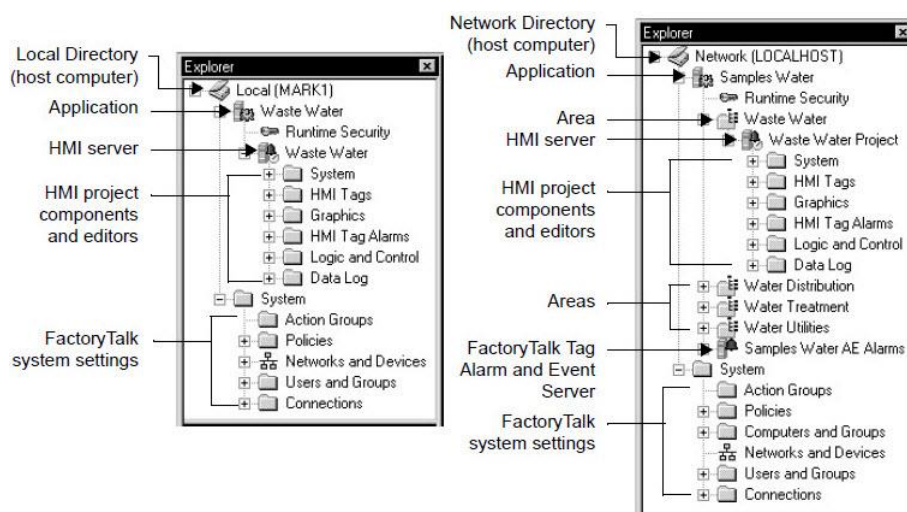 Local Directory
(host computer)
Application
HMI server
HMI project
components
and editors
FactoryTalk
system settings
Explorer
Local (MARK1)
Waste Water
Runtime Security
Waste Water
System
HMI Tags
Graphics
HMI Tag Alarms
Logic and Control
Data Log
System
Action Groups
Policies
Networks and Devices
Users and Groups
Connections
Network Directory
(host computer)
Application
Area
HMI server
HMI project
components
and editors
Areas
FactoryTalk Tag
Alarm and Event
Server
FactoryTalk
system settings
Explorer
Network (LOCALHOST)
Samples Water
Runtime Security
Waste Water
Waste Water Project
System
HMI Tags
Graphics
HMI Tag Alarms
Logic and Control
Data Log
Water Distribution
Water Treatment
Water Utilities
Samples Water AE Alarms
System
Action Groups
Policies
Computers and Groups
Networks and Devices
Users and Groups
Connections